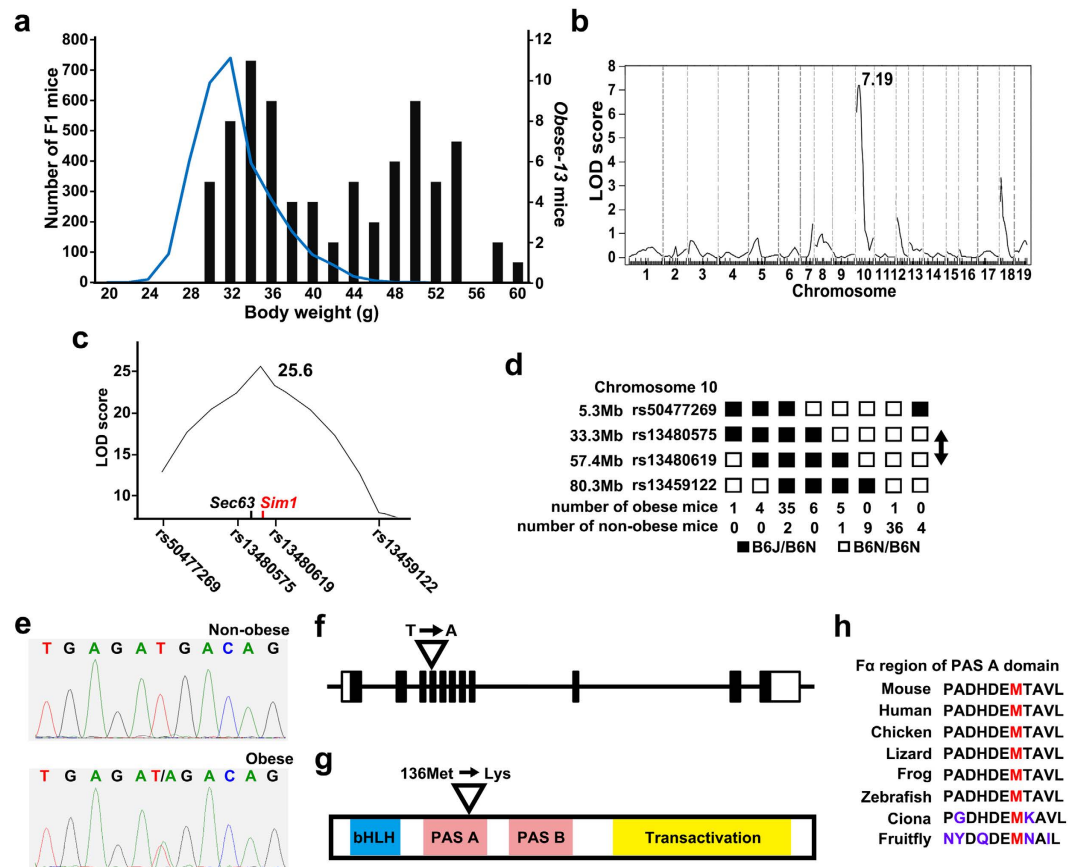 a
Number of F1 mice
800
700
600
500
400
300
200
100
0
12
10
8
6
4
2
0
Obese-13 mice
20 24 28 32 36 40 44 48 52 56 60
Body weight (g)
b
LOD score
8
7
6
5
4
3
2
1
0
7.19
1 2 3 4 5 6 7 8 9 10 11 12 13 14 15 16 17 18 19
Chromosome
c
LOD score
25
20
15
10
25.6
Sec63 Sim1
rs50477269
rs13480575
rs13480619
rs13459122
d
Chromosome 10
5.3Mb rs50477269
33.3Mb rs13480575
57.4Mb rs13480619
80.3Mb rs13459122
number of obese mice 1 4 35 6 5 0 1 0
number of non-obese mice 0 0 2 0 1 9 36 4
B6J/B6N B6N/B6N
e
Non-obese
T G A G A T G A C A G
Obese
T G A G A T/A G A C A G
f
T → A
g
136Met → Lys
bHLH PAS A PAS B Transactivation
h
Fα region of PAS A domain
Mouse PADHDEMTAVL
Human PADHDEMTAVL
Chicken PADHDEMTAVL
Lizard PADHDEMTAVL
Frog PADHDEMTAVL
Zebrafish PADHDEMTAVL
Ciona PGDHDEMKAVL
Fruitfly NYDQDEMNAIL